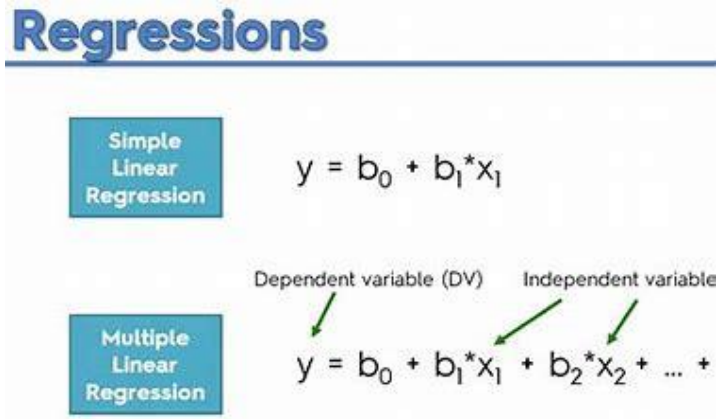 Regressions
Simple
Linear
Regression
y = b₀ + b₁*x₁
Dependent variable (DV) Independent variable
Multiple
Linear
Regression
y = b₀ + b₁*x₁ + b₂*x₂ + ... +